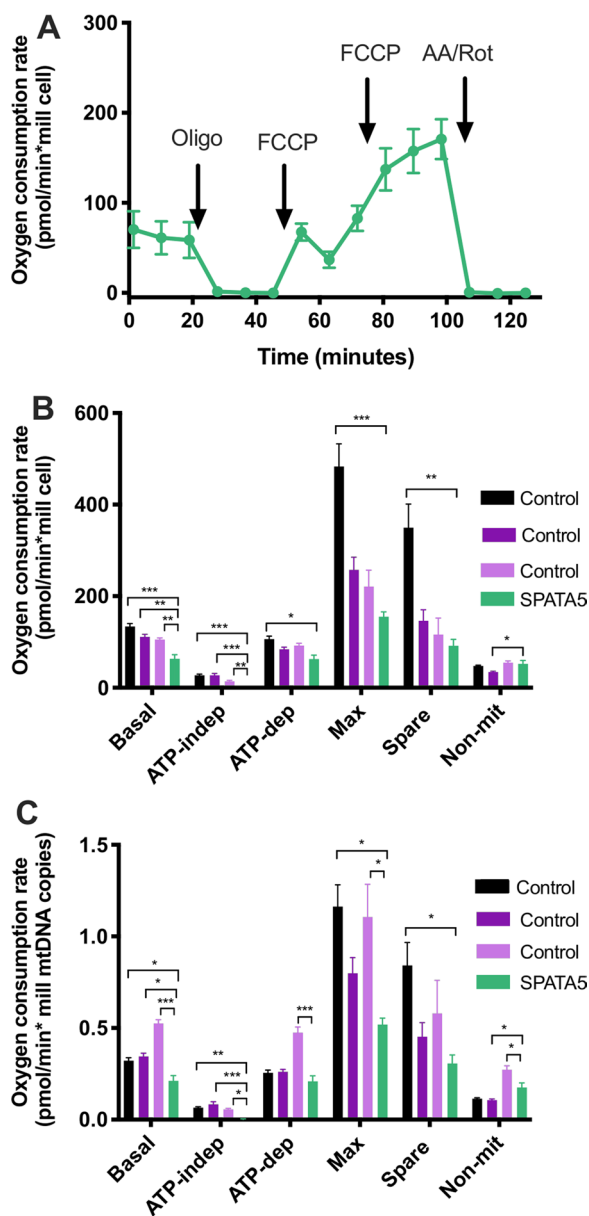 A
Oxygen consumption rate
(pmol/min*mill cell)
300
200
100
0
Oligo
FCCP
FCCP
AA/Rot
0 20 40 60 80 100 120
Time (minutes)
B
Oxygen consumption rate
(pmol/min*mill cell)
600
400
200
0
***
**
**
***
***
**
*
***
**
*
Control
Control
Control
SPATA5
Basal
ATP-indep
ATP-dep
Max
Spare
Non-mit
C
Oxygen consumption rate
(pmol/min* mill mtDNA copies)
1.5
1.0
0.5
0.0
*
*
***
**
***
*
***
*
*
*
*
*
Control
Control
Control
SPATA5
Basal
ATP-indep
ATP-dep
Max
Spare
Non-mit